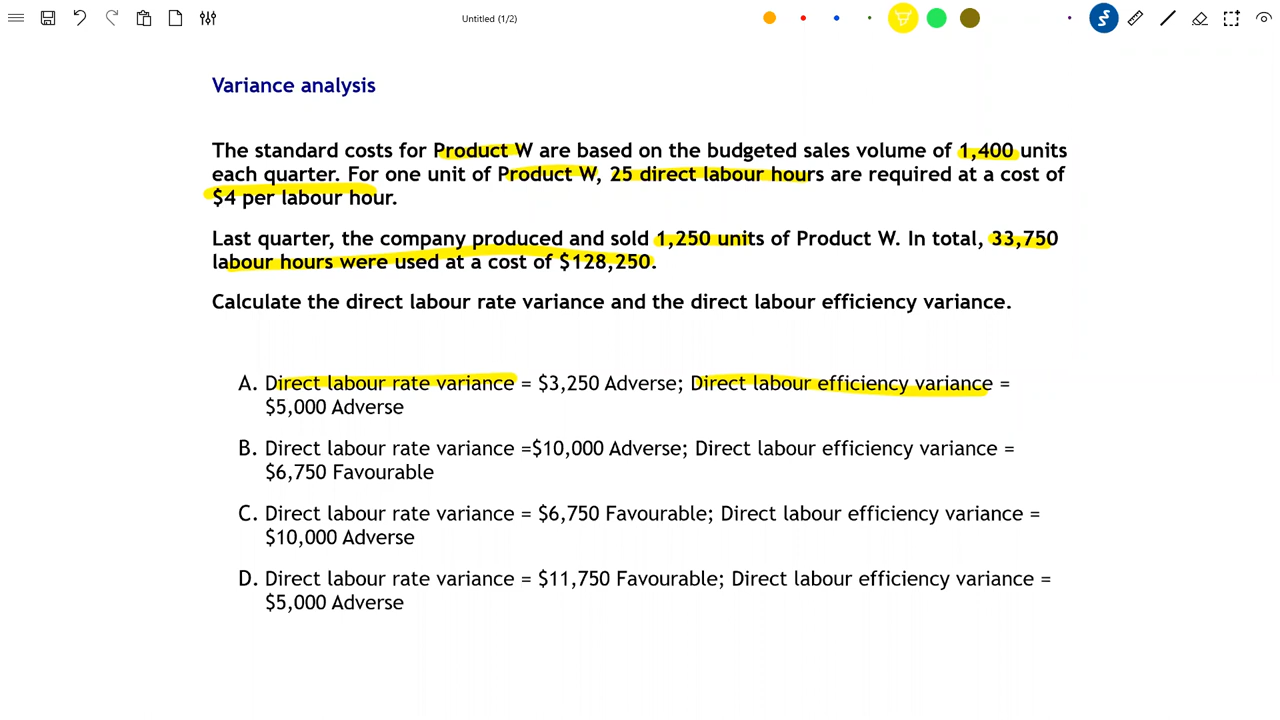 Untitled (1/2)
Variance analysis
The standard costs for Product W are based on the budgeted sales volume of 1,400 units
each quarter. For one unit of Product W, 25 direct labour hours are required at a cost of
$4 per labour hour.
Last quarter, the company produced and sold 1,250 units of Product W. In total, 33,750
labour hours were used at a cost of $128,250.
Calculate the direct labour rate variance and the direct labour efficiency variance.
A. Direct labour rate variance = $3,250 Adverse; Direct labour efficiency variance =
$5,000 Adverse
B. Direct labour rate variance =$10,000 Adverse; Direct labour efficiency variance =
$6,750 Favourable
C. Direct labour rate variance = $6,750 Favourable; Direct labour efficiency variance =
$10,000 Adverse
D. Direct labour rate variance = $11,750 Favourable; Direct labour efficiency variance =
$5,000 Adverse